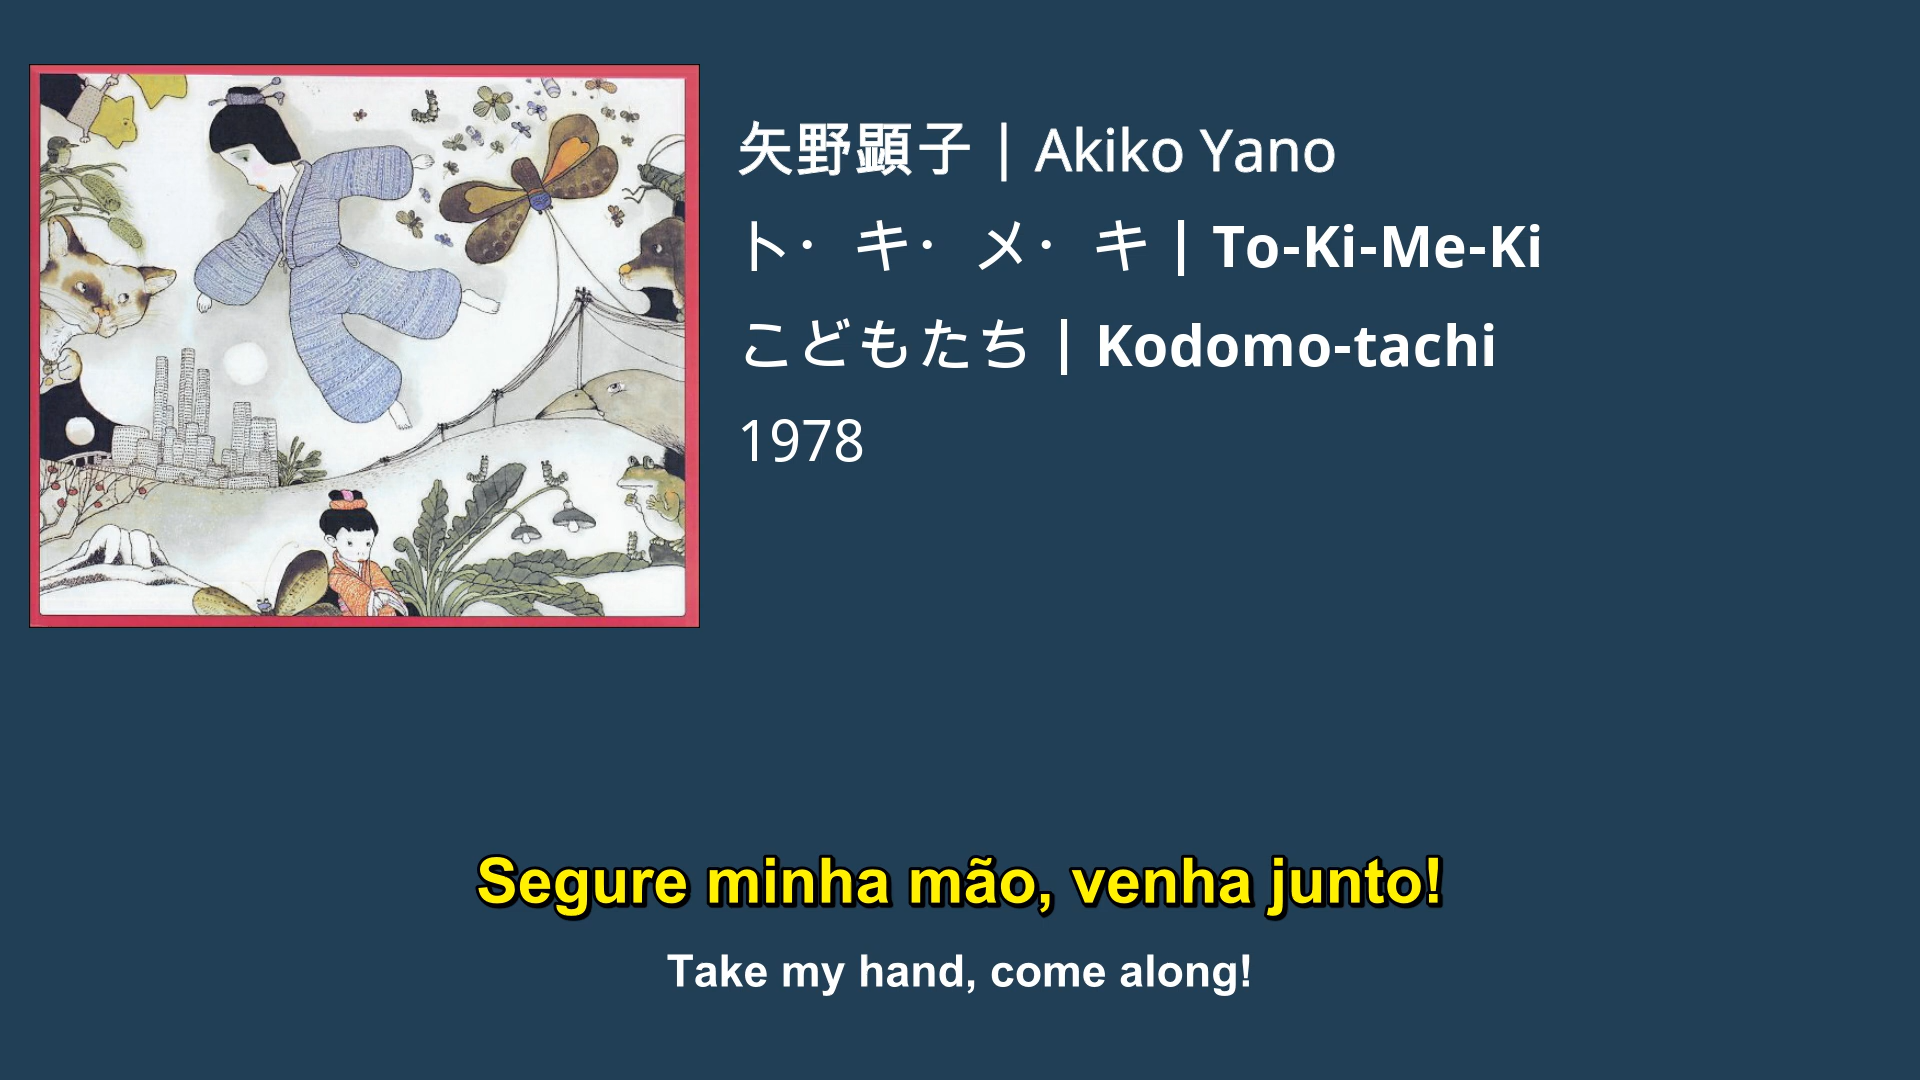 矢野顕子 | Akiko Yano
ト・キ・メ・キ | To-Ki-Me-Ki
こどもたち | Kodomo-tachi
1978
Segure minha mão, venha junto!
Take my hand, come along!